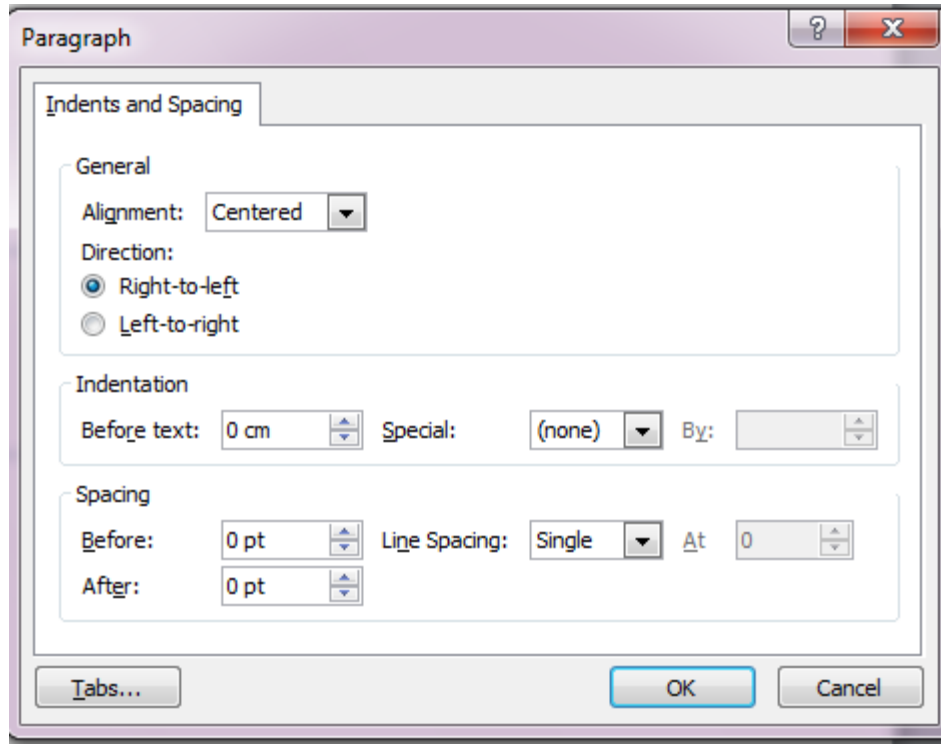 Paragraph
Indents and Spacing
General
Alignment: Centered
Direction:
Right-to-left
Left-to-right
Indentation
Before text: 0 cm Special: (none) By:
Spacing
Before: 0 pt Line Spacing: Single At 0
After: 0 pt
Tabs... OK Cancel